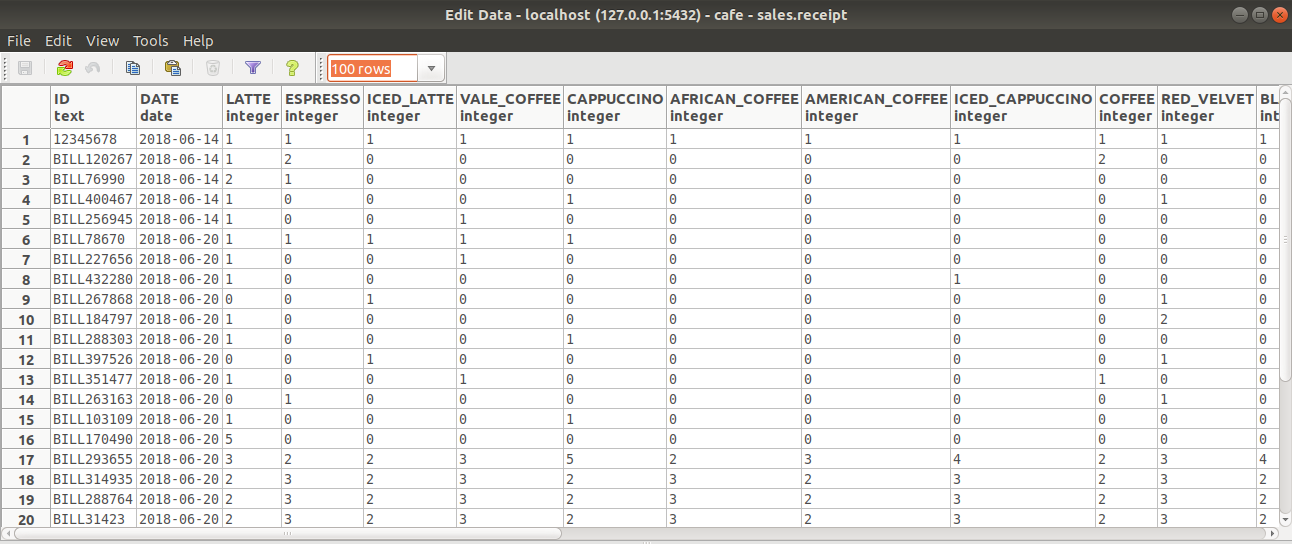 Edit Data - localhost (127.0.0.1:5432) - cafe - sales.receipt
File Edit View Tools Help
100 rows
ID DATE LATTE ESPRESSO ICED_LATTE VALE_COFFEE CAPPUCCINO AFRICAN_COFFEE AMERICAN_COFFEE ICED_CAPPUCCINO COFFEE RED_VELVET BL
text date integer integer integer integer integer integer integer integer integer integer int
1 12345678 2018-06-14 1 1 1 1 1 1 1 1 1 1 1
2 BILL120267 2018-06-14 1 2 0 0 0 0 0 0 2 0 0
3 BILL76990 2018-06-14 2 1 0 0 0 0 0 0 0 0 0
4 BILL400467 2018-06-14 1 0 0 0 1 0 0 0 0 1 0
5 BILL256945 2018-06-14 1 0 0 1 0 0 0 0 0 0 0
6 BILL78670 2018-06-20 1 1 1 1 1 0 0 0 0 0 0
7 BILL227656 2018-06-20 1 0 0 1 0 0 0 0 0 0 0
8 BILL432280 2018-06-20 1 0 0 0 0 0 0 1 0 0 0
9 BILL267868 2018-06-20 0 0 1 0 0 0 0 0 0 1 0
10 BILL184797 2018-06-20 1 0 0 0 0 0 0 0 0 2 0
11 BILL288303 2018-06-20 1 0 0 0 1 0 0 0 0 0 0
12 BILL397526 2018-06-20 0 0 1 0 0 0 0 0 0 1 0
13 BILL351477 2018-06-20 1 0 0 1 0 0 0 0 1 0 0
14 BILL263163 2018-06-20 0 1 0 0 0 0 0 0 0 1 0
15 BILL103109 2018-06-20 1 0 0 0 1 0 0 0 0 0 0
16 BILL170490 2018-06-20 5 0 0 0 0 0 0 0 0 0 0
17 BILL293655 2018-06-20 3 2 2 3 5 2 3 4 2 3 4
18 BILL314935 2018-06-20 2 3 2 3 2 3 2 3 2 3 2
19 BILL288764 2018-06-20 2 3 2 3 2 3 2 3 2 3 2
20 BILL31423 2018-06-20 2 3 2 3 2 3 2 3 2 3 2